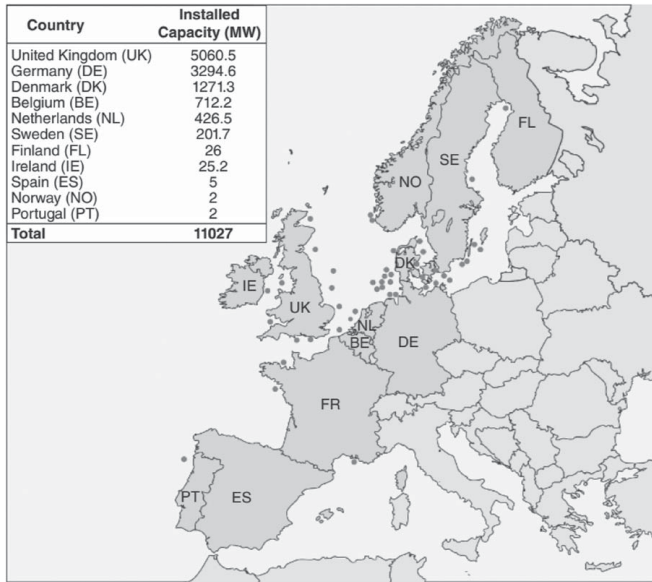 Country Installed Capacity (MW)
United Kingdom (UK) 5060.5
Germany (DE) 3294.6
Denmark (DK) 1271.3
Belgium (BE) 712.2
Netherlands (NL) 426.5
Sweden (SE) 201.7
Finland (FL) 26
Ireland (IE) 25.2
Spain (ES) 5
Norway (NO) 2
Portugal (PT) 2
Total 11027
FL
SE
NO
DK
IE
UK
NL
BE
DE
FR
PT
ES